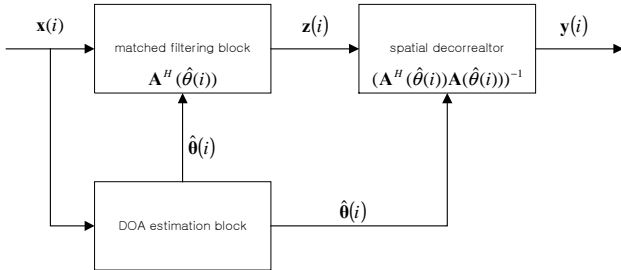 x(i)
matched filtering block
A^H(θ̂(i))
z(i)
spatial decorrealtor
(A^H(θ̂(i))A(θ̂(i)))^{-1}
y(i)
θ̂(i)
DOA estimation block
θ̂(i)